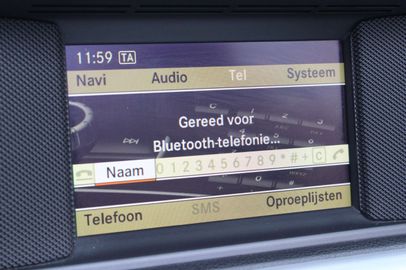 11:59 TA
Navi Audio Tel Systeem
Gereed voor
Bluetooth-telefonie...
Naam 0 1 2 3 4 5 6 7 8 9 * # + C
Telefoon SMS Oproeplijsten